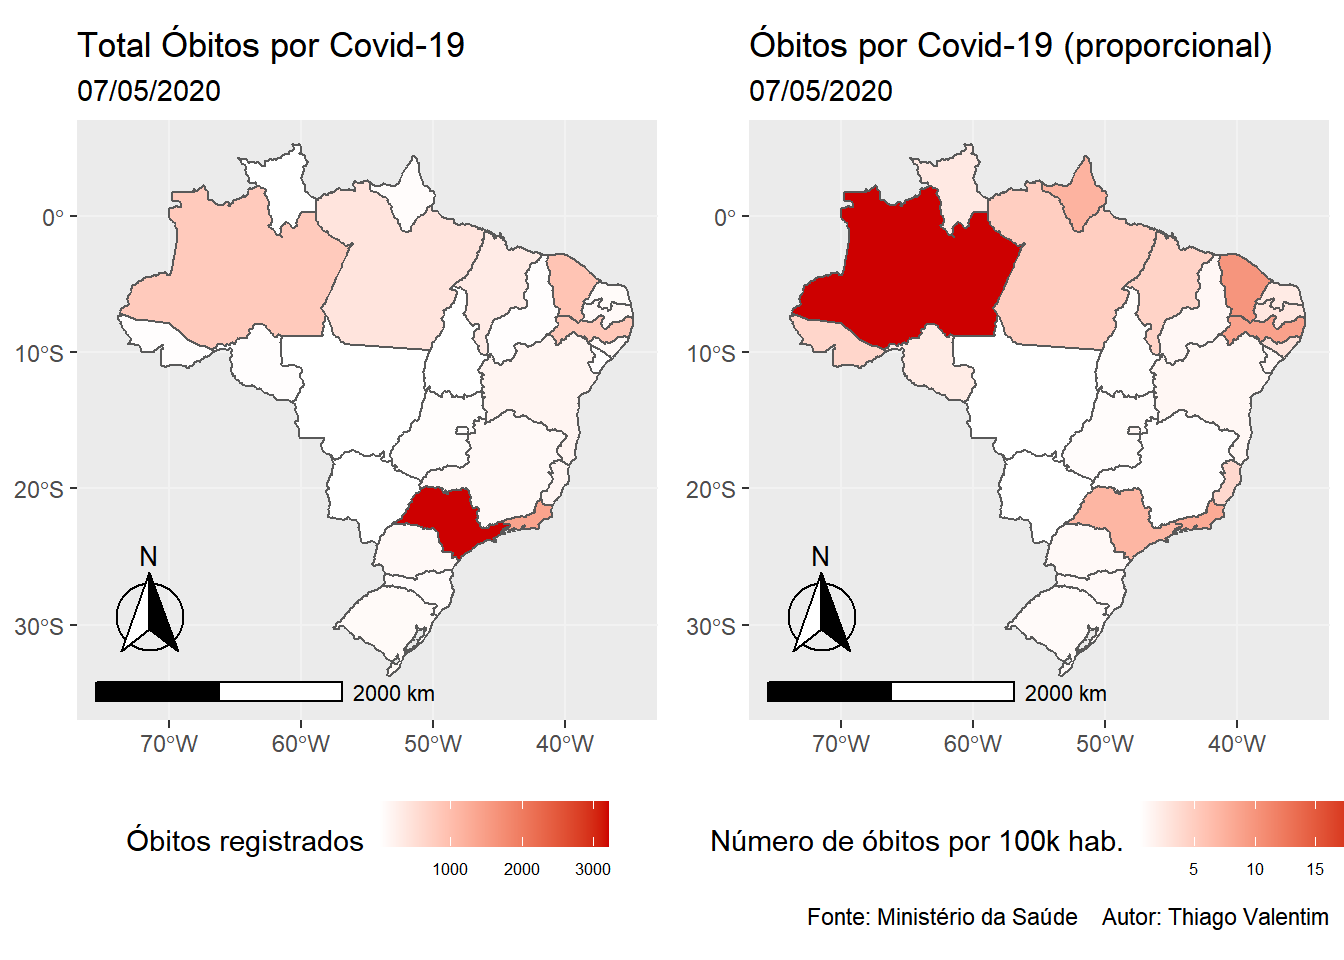 Total Óbitos por Covid-19
07/05/2020
0°
10°S
20°S
30°S
N
2000 km
70°W 60°W 50°W 40°W
Óbitos registrados
1000 2000 3000
Óbitos por Covid-19 (proporcional)
07/05/2020
0°
10°S
20°S
30°S
N
2000 km
70°W 60°W 50°W 40°W
Número de óbitos por 100k hab.
5 10 15
Fonte: Ministério da Saúde Autor: Thiago Valentim